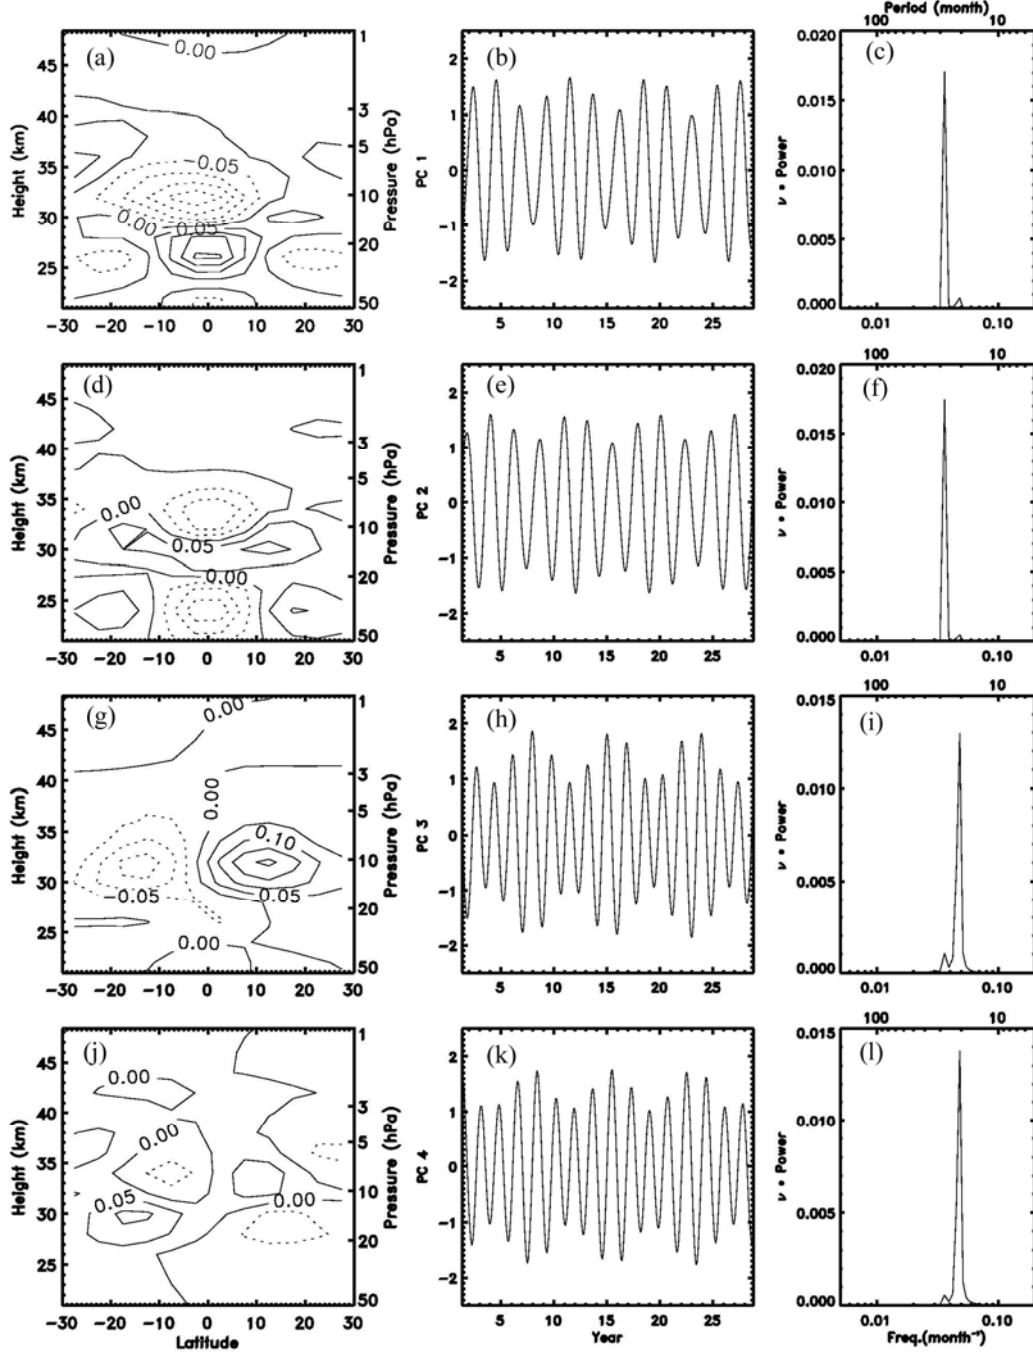 Period (month)
100 10
(a) (b) (c)
0.00
0.05
0.00 0.05
45 40 35 30 25
Height (km)
1 3 5 10 20 50
Pressure (hPa)
2 1 0 −1 −2
PC 1
0.020 0.015 0.010 0.005 0.000
ν * Power
−30 −20 −10 0 10 20 30
5 10 15 20 25
0.01 0.10
100 10
(d) (e) (f)
0.00
0.05
0.00
45 40 35 30 25
Height (km)
1 3 5 10 20 50
Pressure (hPa)
2 1 0 −1 −2
PC 2
0.020 0.015 0.010 0.005 0.000
ν * Power
−30 −20 −10 0 10 20 30
5 10 15 20 25
0.01 0.10
100 10
(g) (h) (i)
0.00
0.00
0.10
−0.05 0.05
0.00
45 40 35 30 25
Height (km)
1 3 5 10 20 50
Pressure (hPa)
2 1 0 −1 −2
PC 3
0.015 0.010 0.005 0.000
ν * Power
−30 −20 −10 0 10 20 30
5 10 15 20 25
0.01 0.10
100 10
(j) (k) (l)
0.00
0.00
0.05 0.00
45 40 35 30 25
Height (km)
1 3 5 10 20 50
Pressure (hPa)
2 1 0 −1 −2
PC 4
0.015 0.010 0.005 0.000
ν * Power
−30 −20 −10 0 10 20 30
5 10 15 20 25
0.01 0.10
Latitude
Year
Freq.(month⁻¹)